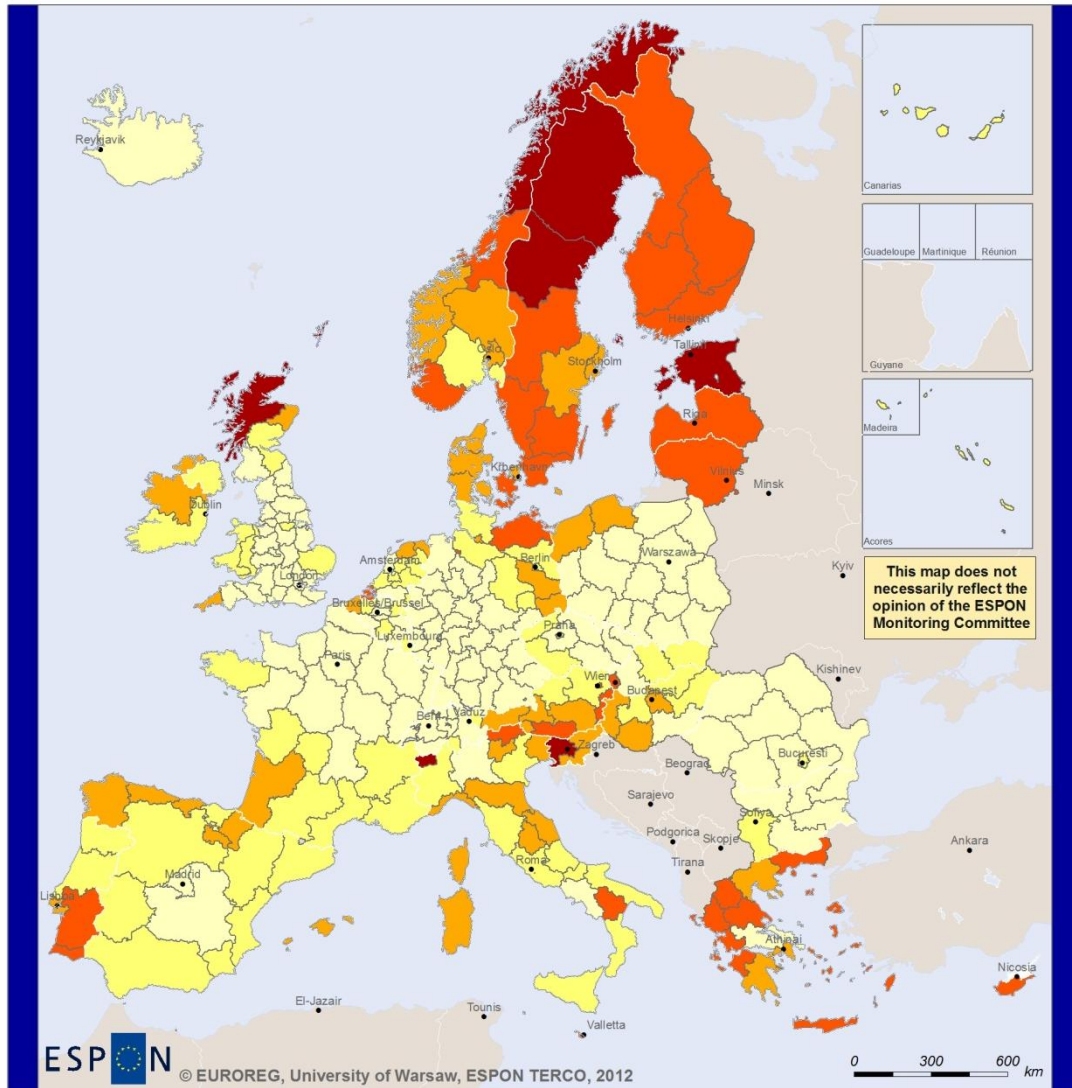 Reykjavik
Canarias
Guadeloupe
Martinique
Réunion
Guyane
Madeira
Acores
This map does not
necessarily reflect the
opinion of the ESPON
Monitoring Committee
Helsinki
Tallinn
Oslo
Stockholm
Riga
Vilnius
Minsk
Dublin
London
Amsterdam
Berlin
Warszawa
Kyiv
Bruxelles/Brussel
Luxembourg
Praha
Paris
Wien
Budapest
Kishinev
Bern
Vaduz
Zagreb
Beograd
Bucuresti
Sarajevo
Podgorica
Skopje
Sofiya
Tirana
Ankara
Roma
Madrid
Lisboa
Athinai
Nicosia
El-Jazair
Tounis
Valletta
ESPON
© EUROREG, University of Warsaw, ESPON TERCO, 2012
0 300 600
km